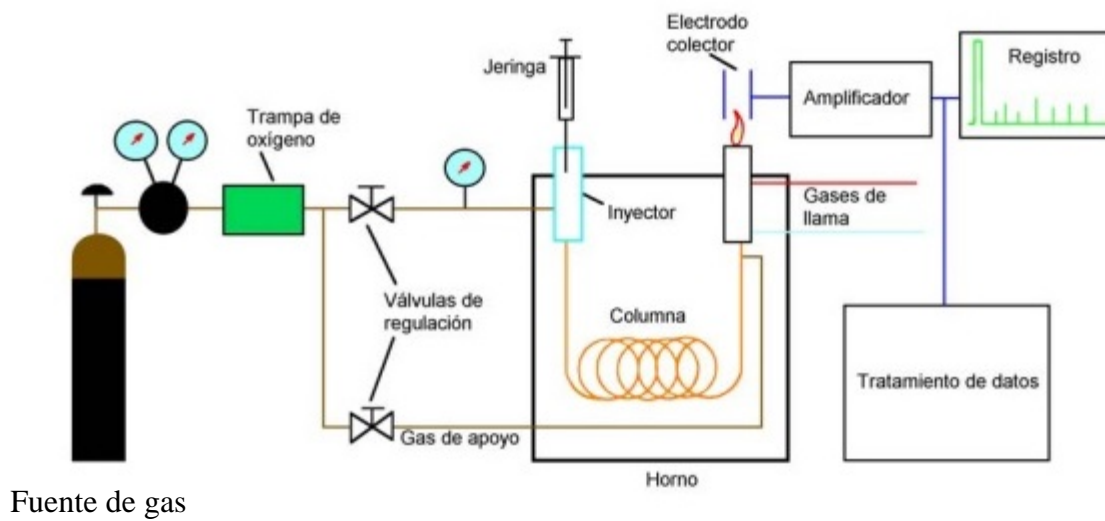 Electrodo
colector
Jeringa
Registro
Amplificador
Trampa de
oxígeno
Inyector
Gases de
llama
Válvulas de
regulación
Columna
Tratamiento de datos
Gas de apoyo
Horno
Fuente de gas